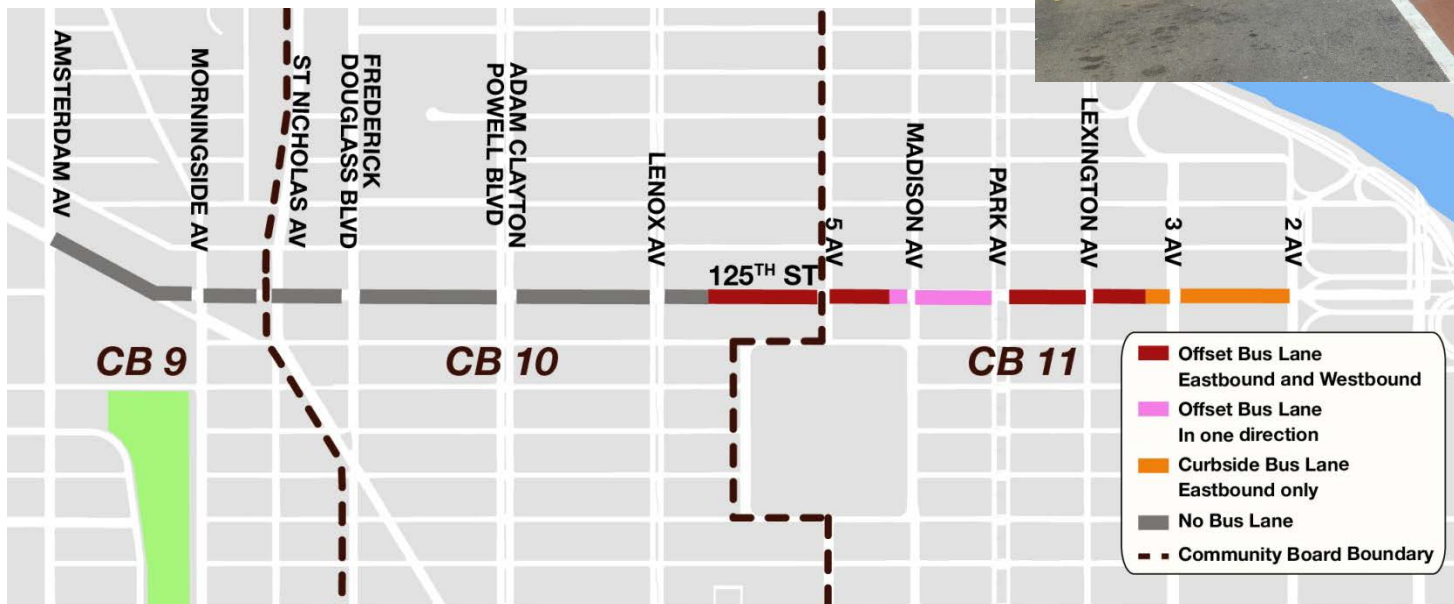 AMSTERDAM AV
MORNINGSIDE AV
ST NICHOLAS AV
FREDERICK
DOUGLASS BLVD
ADAM CLAYTON
POWELL BLVD
LENOX AV
125TH ST
5 AV
MADISON AV
PARK AV
LEXINGTON AV
3 AV
2 AV
CB 9
CB 10
CB 11
Offset Bus Lane
Eastbound and Westbound
Offset Bus Lane
In one direction
Curbside Bus Lane
Eastbound only
No Bus Lane
Community Board Boundary